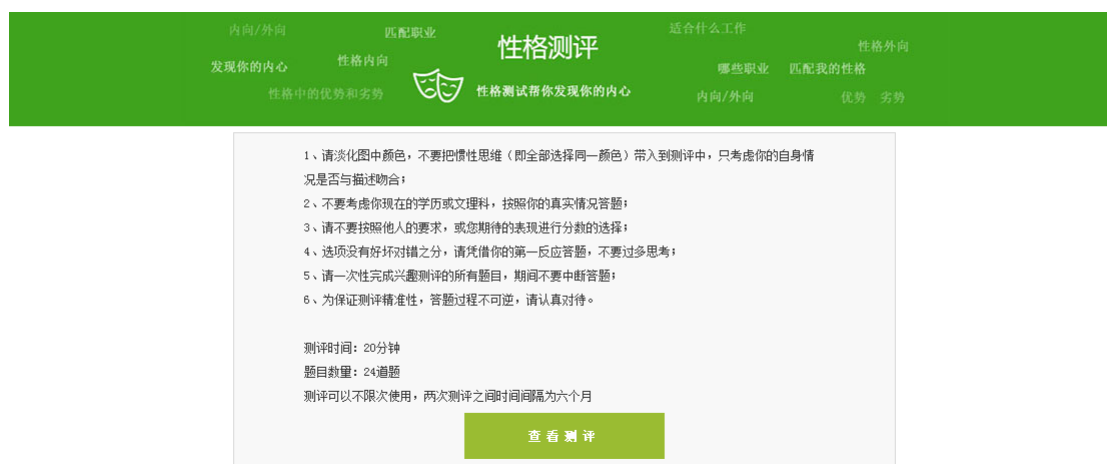 内向/外向
匹配职业
性格测评
适合什么工作
性格外向
发现你的内心
性格内向
哪些职业
匹配我的性格
性格中的优势和劣势
性格测试帮你发现你的内心
内向/外向
优势 劣势
1、请淡化图中颜色，不要把惯性思维（即全部选择同一颜色）带入到测评中，只考虑你的自身情
况是否与描述吻合；
2、不要考虑你现在的学历或文理科，按照你的真实情况答题；
3、请不要按照他人的要求，或您期待的表现进行分数的选择；
4、选项没有好坏对错之分，请凭借你的第一反应答题，不要过多思考；
5、请一次性完成兴趣测评的所有题目，期间不要中断答题；
6、为保证测评精准性，答题过程不可逆，请认真对待。
测评时间：20分钟
题目数量：24道题
测评可以不限次使用，两次测评之间时间间隔为六个月
查看测评